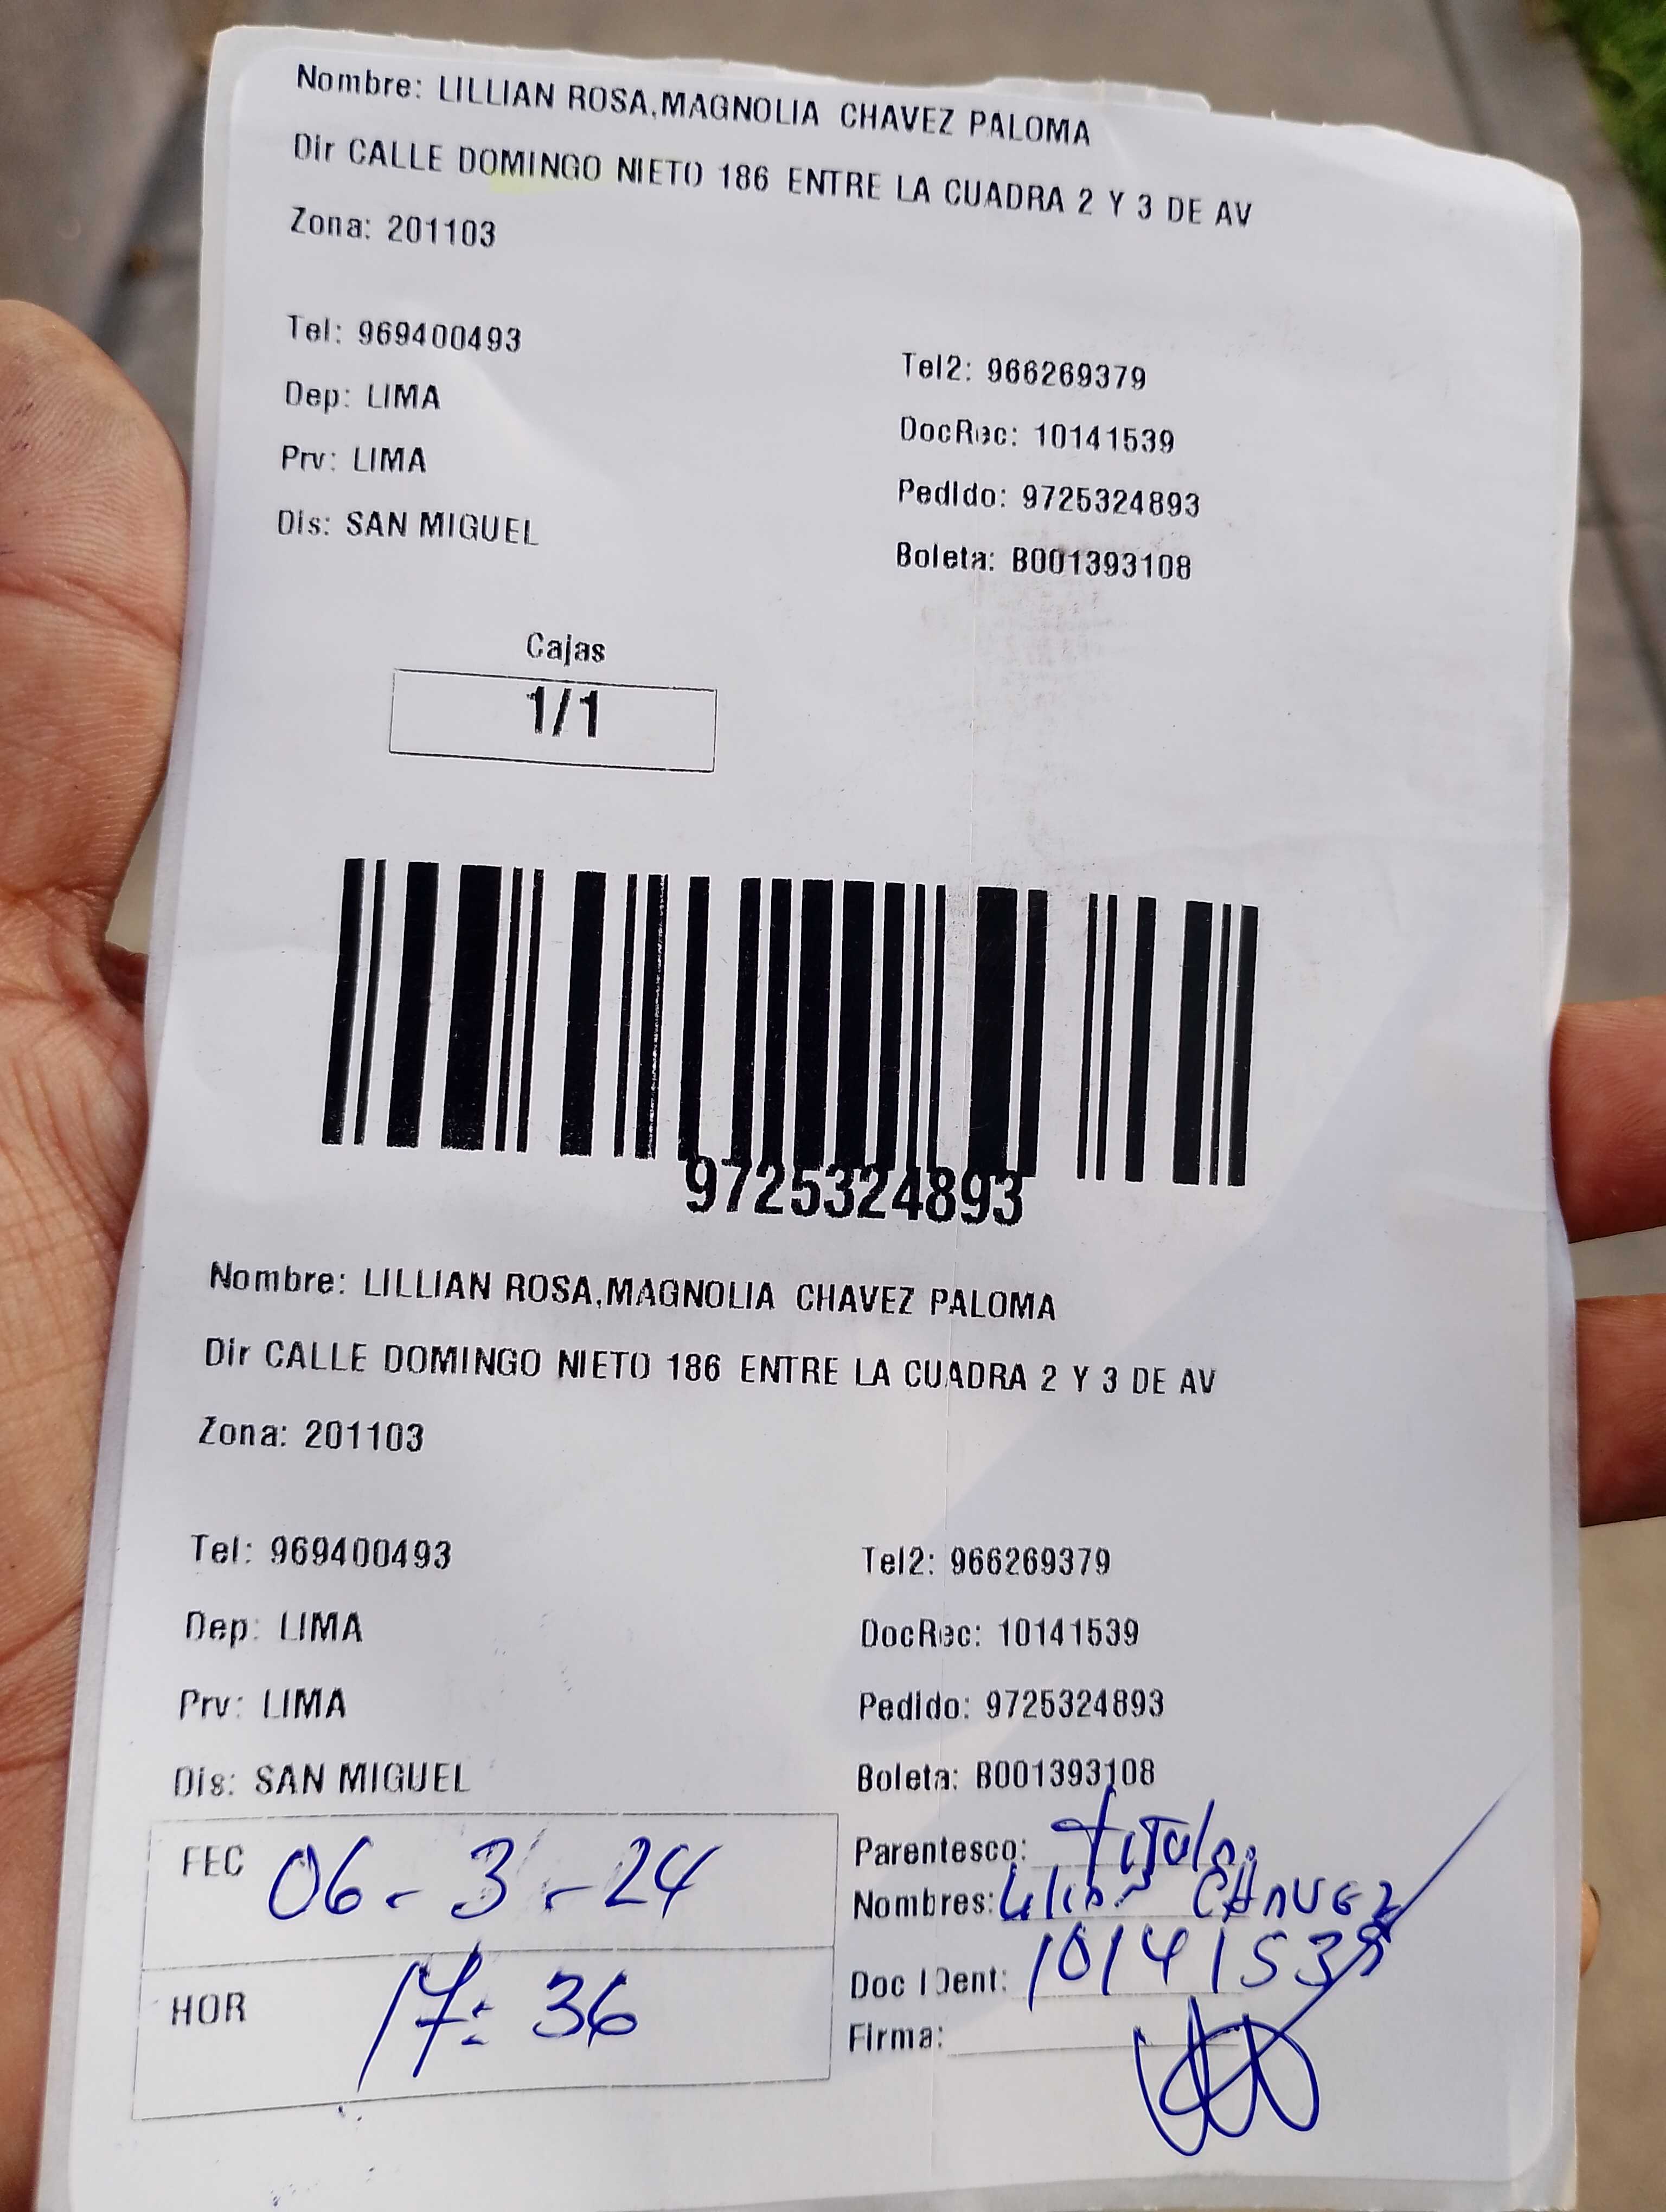 Nombre: LILLIAN ROSA,MAGNOLIA CHAVEZ PALOMA
Dir CALLE DOMINGO NIETO 186 ENTRE LA CUADRA 2 Y 3 DE AV
Zona: 201103
Tel: 969400493
Tel2: 966269379
Dep: LIMA
DocRec: 10141539
Prv: LIMA
Pedido: 9725324893
Dis: SAN MIGUEL
Boleta: B001393108
Cajas
1/1
9725324893
Nombre: LILLIAN ROSA,MAGNOLIA CHAVEZ PALOMA
Dir CALLE DOMINGO NIETO 186 ENTRE LA CUADRA 2 Y 3 DE AV
Zona: 201103
Tel: 969400493
Tel2: 966269379
Dep: LIMA
DocRec: 10141539
Prv: LIMA
Pedido: 9725324893
Dis: SAN MIGUEL
Boleta: B001393108
FEC 06-3-24
Parentesco: titular
Nombres: CHAVEZ
HOR 17:36
Doc IDent: 10141539
Firma: